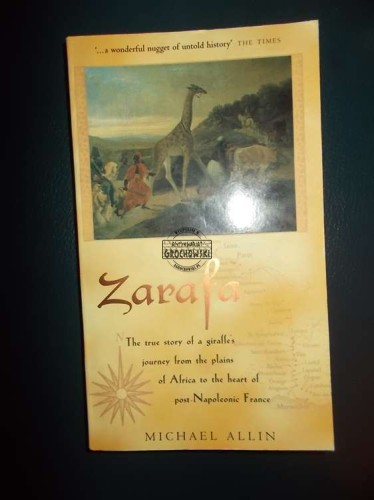 '...a wonderful nugget of untold history' THE TIMES
ANTYKWARIAT
GROCHOWSKI
Zarafa
The true story of a giraffe's
journey from the plains
of Africa to the heart of
post-Napoleonic France
MICHAEL ALLIN